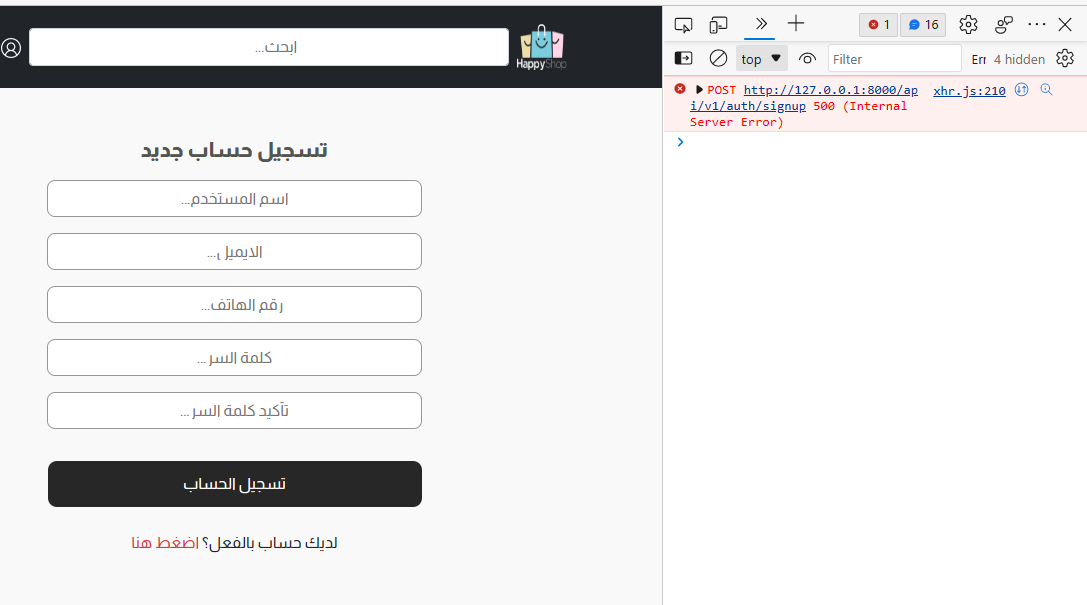 ابحث...
HappyShop
تسجيل حساب جديد
اسم المستخدم...
الايميل...
رقم الهاتف...
كلمة السر...
تأكيد كلمة السر...
تسجيل الحساب
لديك حساب بالفعل؟ اضغط هنا
1
16
top
Filter
Err
4 hidden
POST http://127.0.0.1:8000/ap xhr.js:210
i/v1/auth/signup 500 (Internal
Server Error)